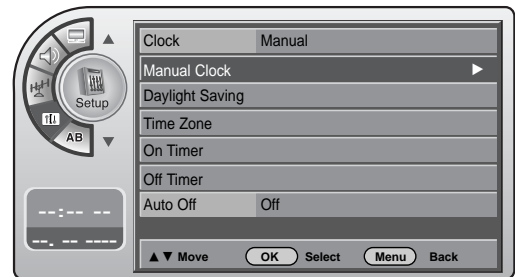 Setup
AB
--:-- --
--. -- ----
Clock Manual
Manual Clock ▶
Daylight Saving
Time Zone
On Timer
Off Timer
Auto Off Off
▲▼ Move OK Select Menu Back